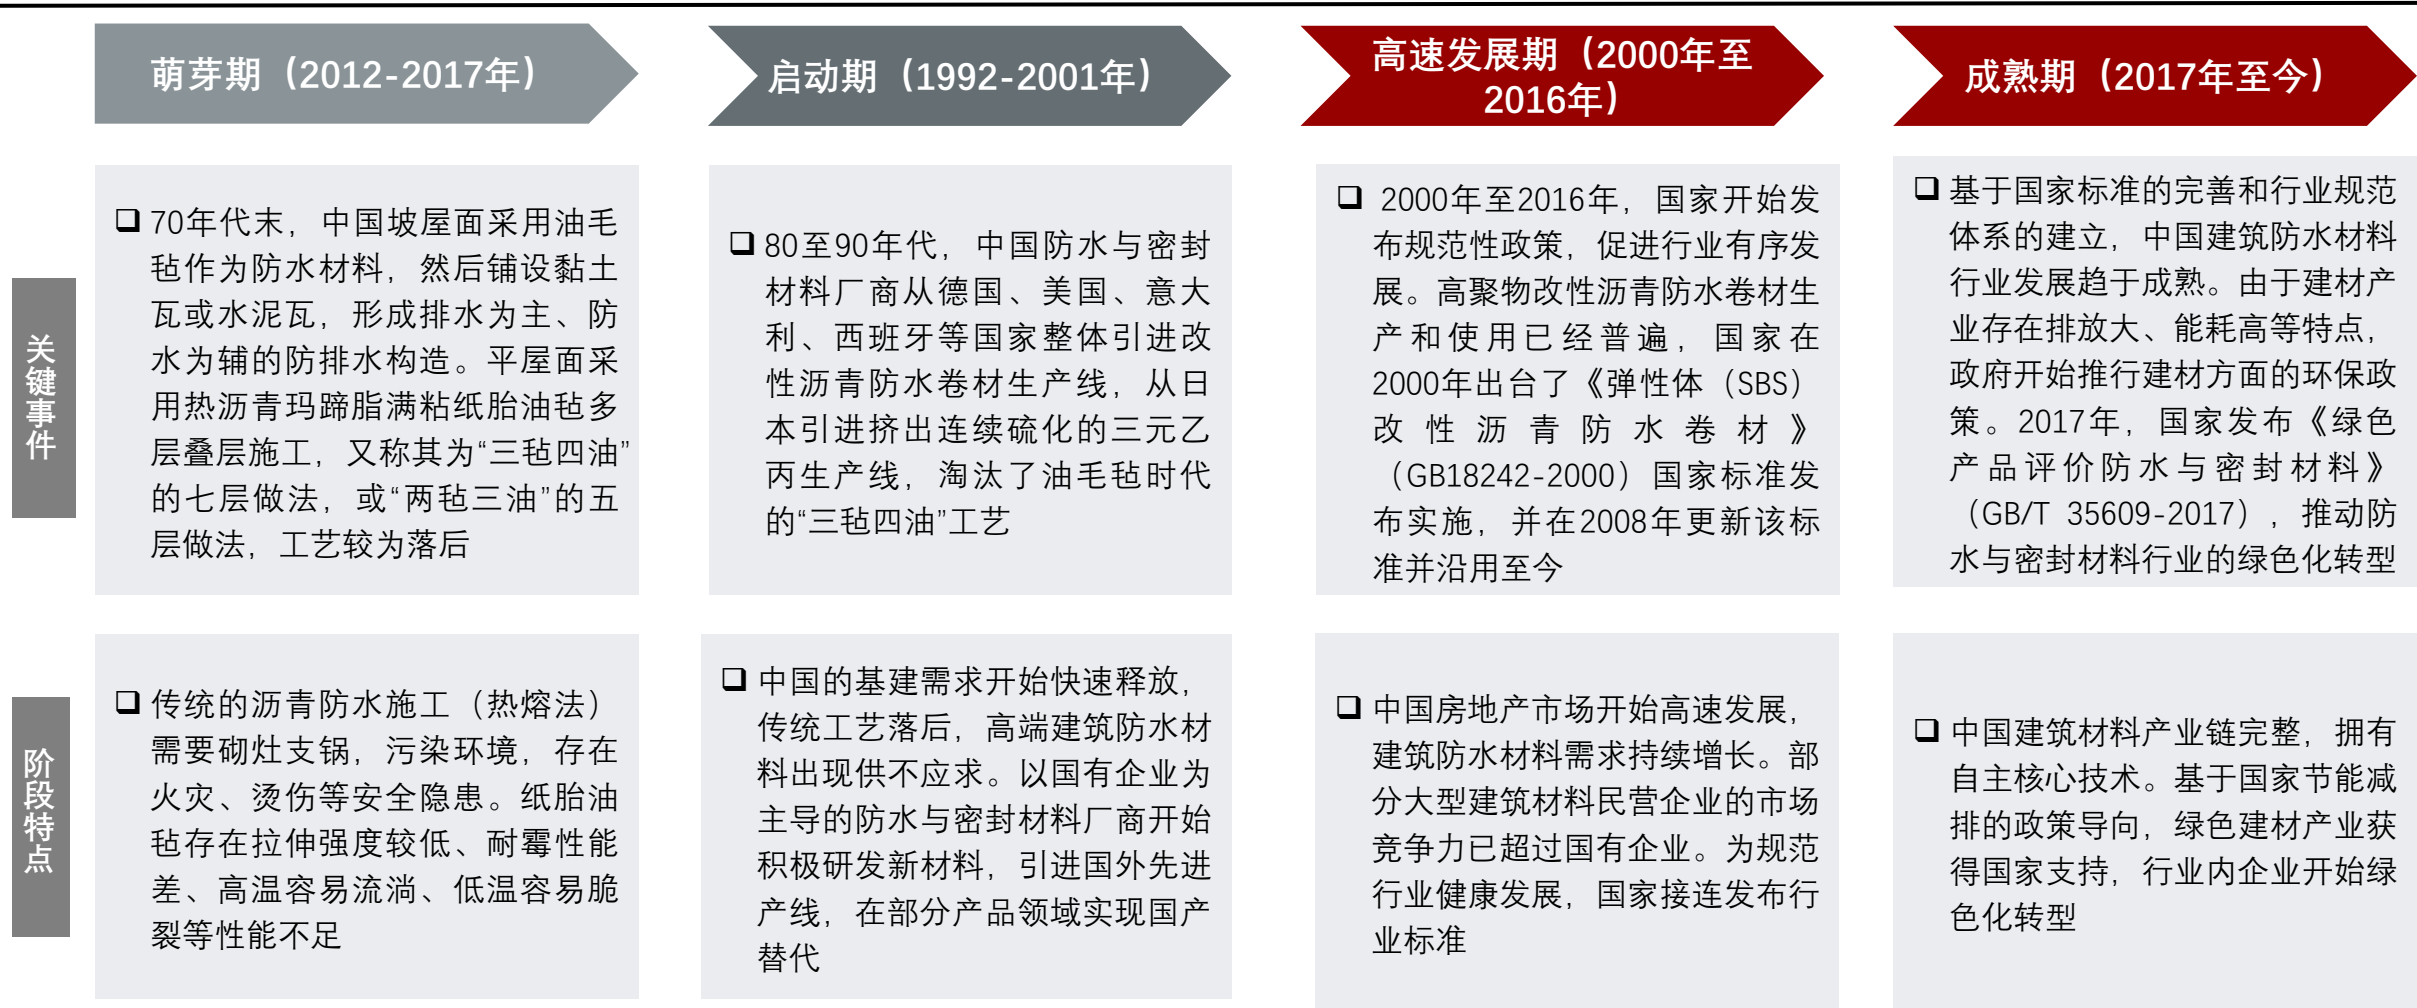 萌芽期（2012-2017年）
启动期（1992-2001年）
高速发展期（2000年至
2016年）
成熟期（2017年至今）
关键事件
70年代末，中国坡屋面采用油毛
毡作为防水材料，然后铺设黏土
瓦或水泥瓦，形成排水为主、防
水为辅的防排水构造。平屋面采
用热沥青玛蹄脂满粘纸胎油毡多
层叠层施工，又称其为“三毡四油”
的七层做法，或“两毡三油”的五
层做法，工艺较为落后
80至90年代，中国防水与密封
材料厂商从德国、美国、意大
利、西班牙等国家整体引进改
性沥青防水卷材生产线，从日
本引进挤出连续硫化的三元乙
丙生产线，淘汰了油毛毡时代
的“三毡四油”工艺
2000年至2016年，国家开始发
布规范性政策，促进行业有序发
展。高聚物改性沥青防水卷材生
产和使用已经普遍，国家在
2000年出台了《弹性体（SBS）
改性沥青防水卷材》
（GB18242-2000）国家标准发
布实施，并在2008年更新该标
准并沿用至今
基于国家标准的完善和行业规范
体系的建立，中国建筑防水材料
行业发展趋于成熟。由于建材产
业存在排放大、能耗高等特点，
政府开始推行建材方面的环保政
策。2017年，国家发布《绿色
产品评价防水与密封材料》
（GB/T 35609-2017），推动防
水与密封材料行业的绿色化转型
阶段特点
传统的沥青防水施工（热熔法）
需要砌灶支锅，污染环境，存在
火灾、烫伤等安全隐患。纸胎油
毡存在拉伸强度较低、耐霉性能
差、高温容易流淌、低温容易脆
裂等性能不足
中国的基建需求开始快速释放，
传统工艺落后，高端建筑防水材
料出现供不应求。以国有企业为
主导的防水与密封材料厂商开始
积极研发新材料，引进国外先进
产线，在部分产品领域实现国产
替代
中国房地产市场开始高速发展，
建筑防水材料需求持续增长。部
分大型建筑材料民营企业的市场
竞争力已超过国有企业。为规范
行业健康发展，国家接连发布行
业标准
中国建筑材料产业链完整，拥有
自主核心技术。基于国家节能减
排的政策导向，绿色建材产业获
得国家支持，行业内企业开始绿
色化转型